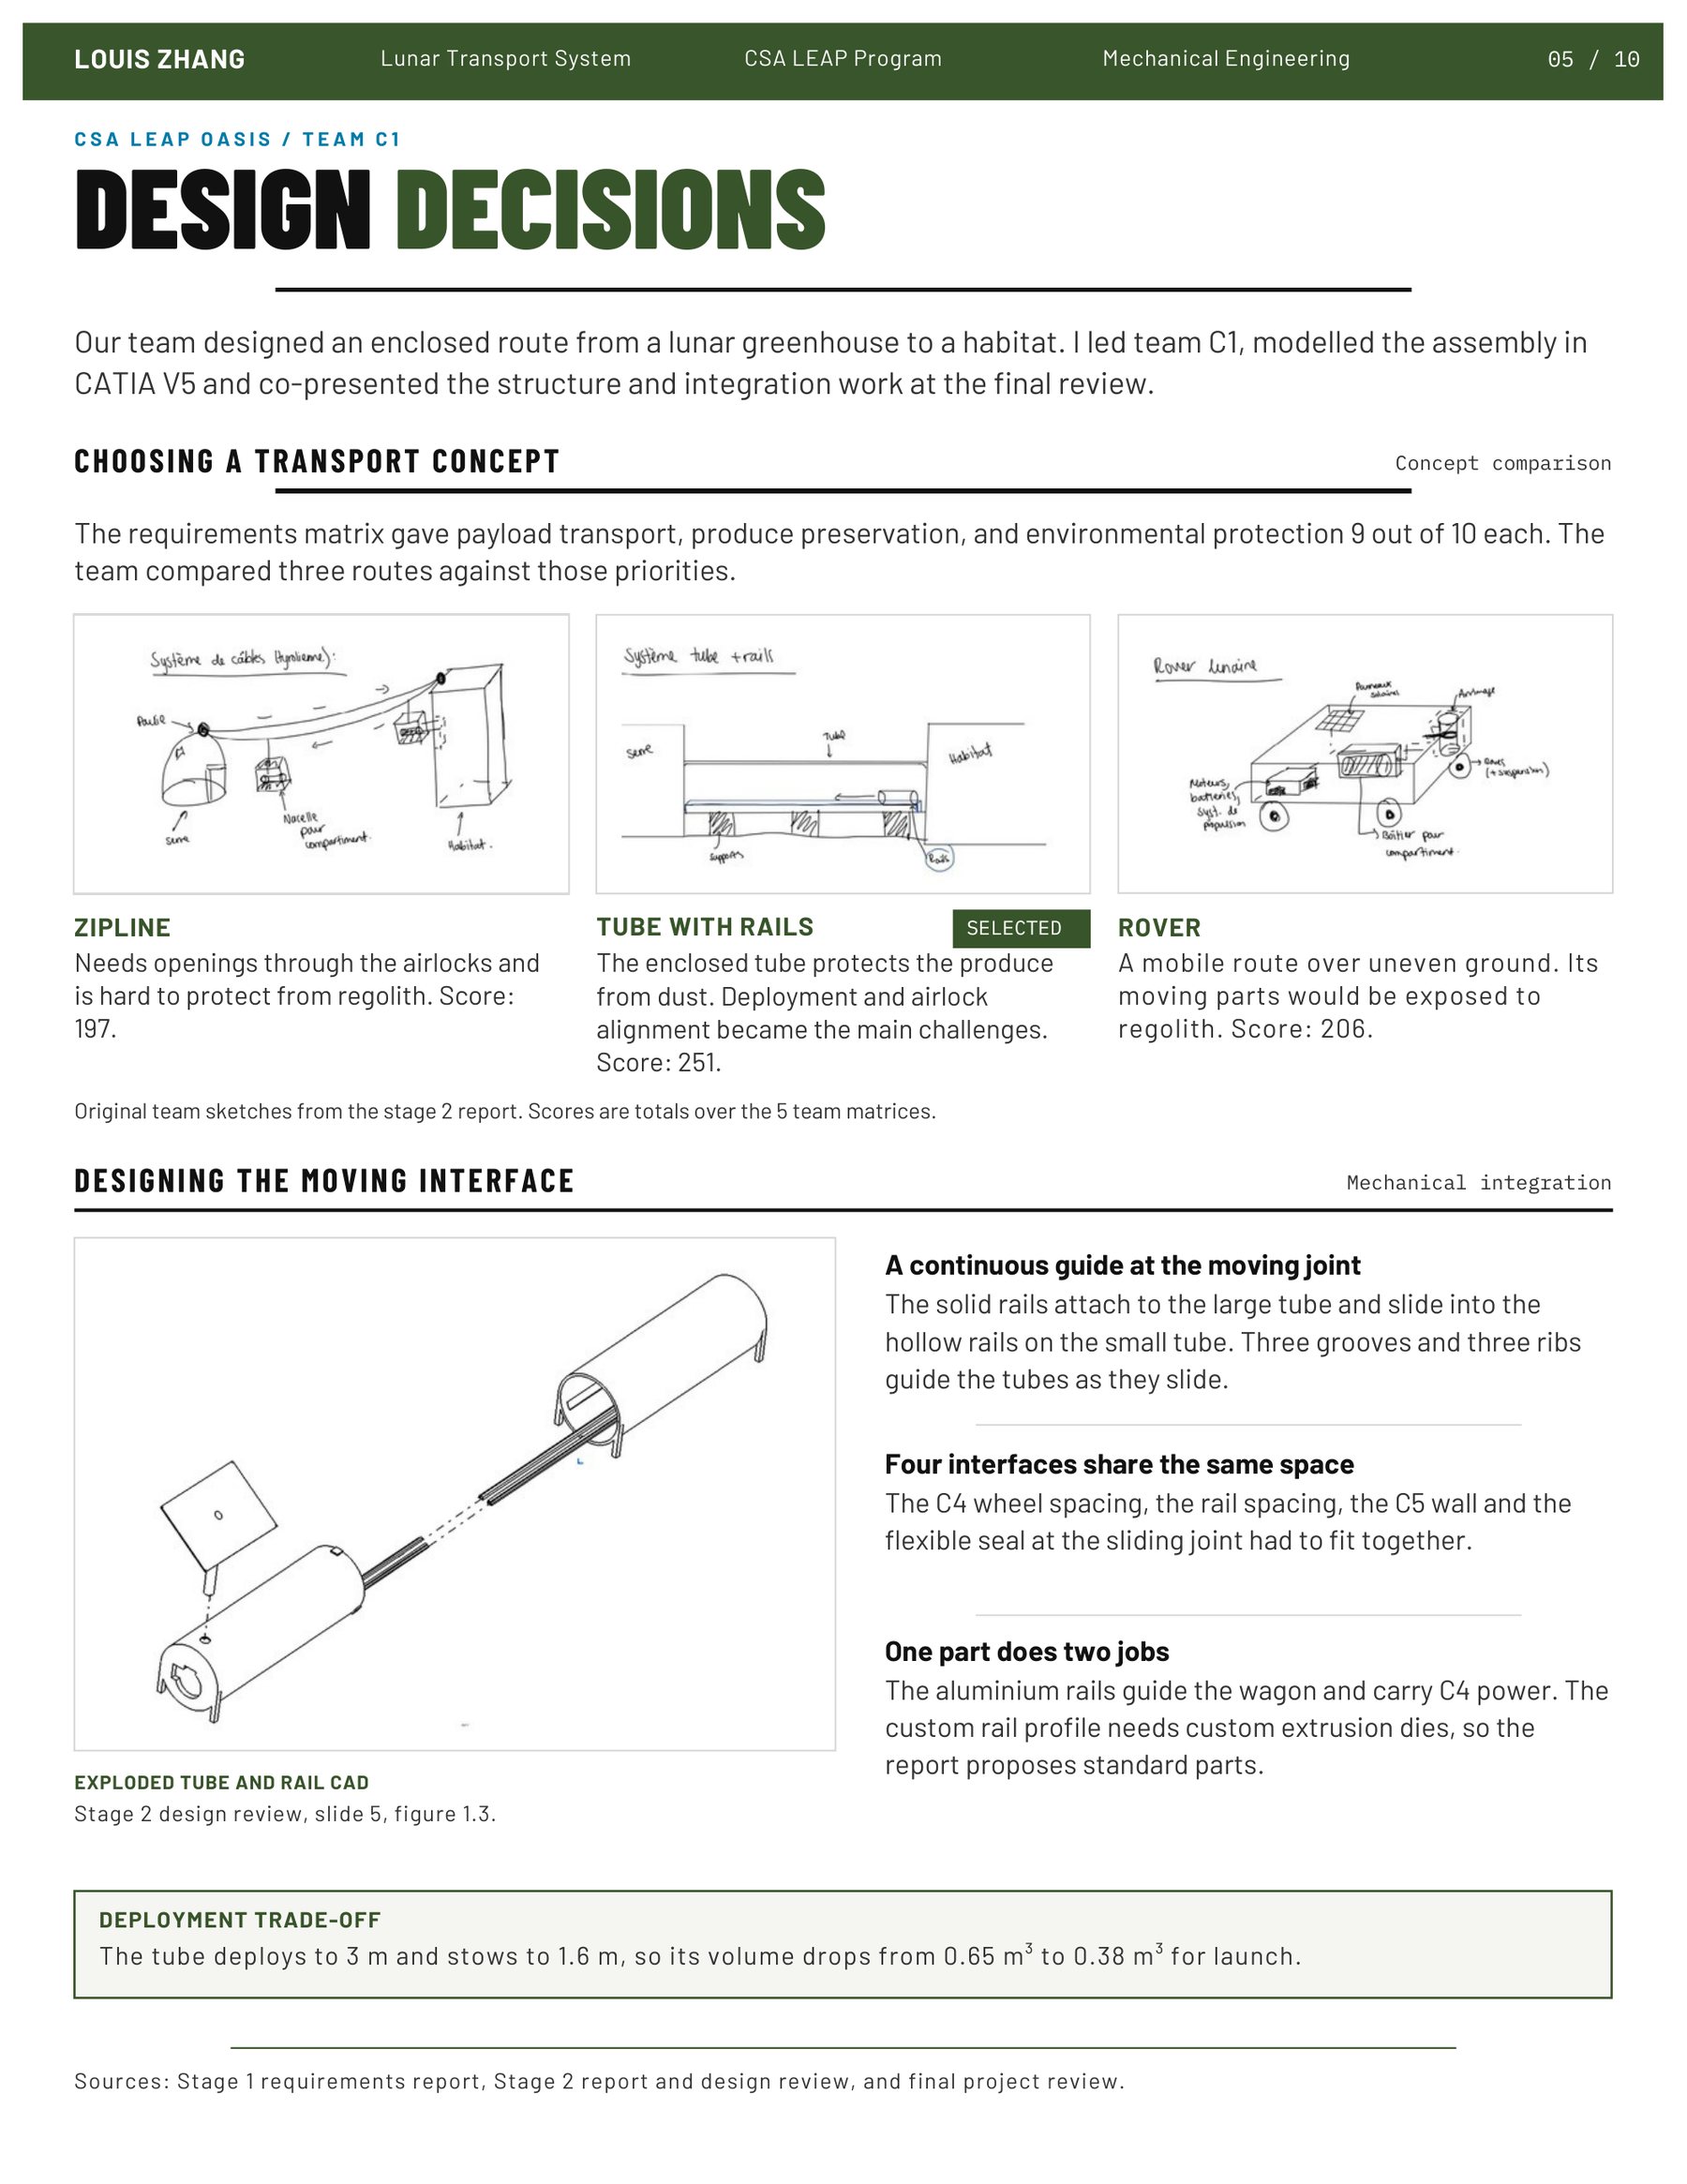 LOUIS ZHANG Lunar Transport System CSA LEAP Program Mechanical Engineering 05 / 10
CSA LEAP OASIS / TEAM C1
DESIGN DECISIONS
Our team designed an enclosed route from a lunar greenhouse to a habitat. I led team C1, modelled the assembly in
CATIA V5 and co-presented the structure and integration work at the final review.
CHOOSING A TRANSPORT CONCEPT
Concept comparison
The requirements matrix gave payload transport, produce preservation, and environmental protection 9 out of 10 each. The
team compared three routes against those priorities.
Système de câbles (tyrolienne):
Poulie
serre
Nacelle
pour
compartiment.
Habitat.
Système tube + rails
serre
Tube
Habitat
supports
Rails
Rover lunaire
Panneaux
solaires
Arrimage
Roues
(+ suspension)
Moteurs,
batteries,
Syst. de
propulsion
Boîtier pour
compartiment.
ZIPLINE
Needs openings through the airlocks and
is hard to protect from regolith. Score:
197.
TUBE WITH RAILS
SELECTED
The enclosed tube protects the produce
from dust. Deployment and airlock
alignment became the main challenges.
Score: 251.
ROVER
A mobile route over uneven ground. Its
moving parts would be exposed to
regolith. Score: 206.
Original team sketches from the stage 2 report. Scores are totals over the 5 team matrices.
DESIGNING THE MOVING INTERFACE
Mechanical integration
A continuous guide at the moving joint
The solid rails attach to the large tube and slide into the
hollow rails on the small tube. Three grooves and three ribs
guide the tubes as they slide.
Four interfaces share the same space
The C4 wheel spacing, the rail spacing, the C5 wall and the
flexible seal at the sliding joint had to fit together.
One part does two jobs
The aluminium rails guide the wagon and carry C4 power. The
custom rail profile needs custom extrusion dies, so the
report proposes standard parts.
EXPLODED TUBE AND RAIL CAD
Stage 2 design review, slide 5, figure 1.3.
DEPLOYMENT TRADE-OFF
The tube deploys to 3 m and stows to 1.6 m, so its volume drops from 0.65 m³ to 0.38 m³ for launch.
Sources: Stage 1 requirements report, Stage 2 report and design review, and final project review.